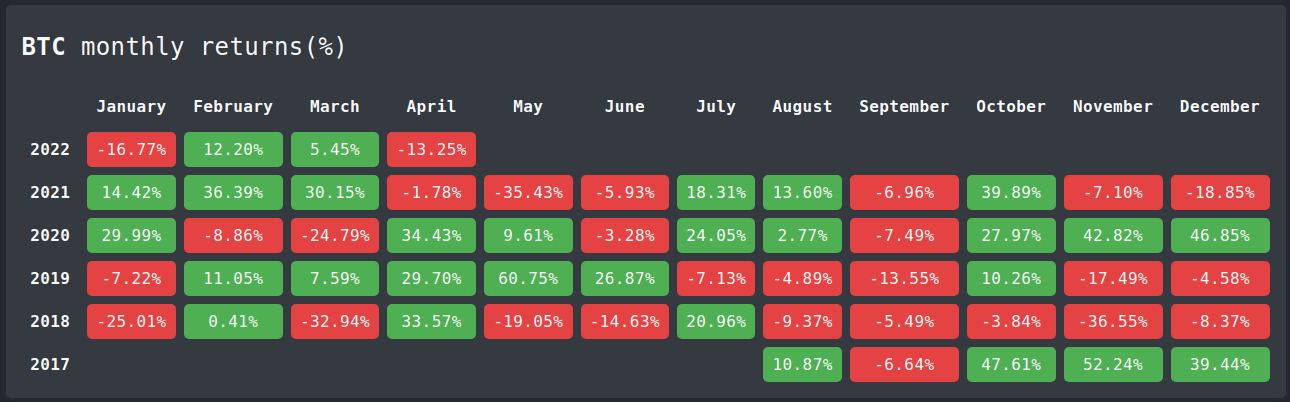 BTC monthly returns(%)
January February March April May June July August September October November December
2022 -16.77% 12.20% 5.45% -13.25%
2021 14.42% 36.39% 30.15% -1.78% -35.43% -5.93% 18.31% 13.60% -6.96% 39.89% -7.10% -18.85%
2020 29.99% -8.86% -24.79% 34.43% 9.61% -3.28% 24.05% 2.77% -7.49% 27.97% 42.82% 46.85%
2019 -7.22% 11.05% 7.59% 29.70% 60.75% 26.87% -7.13% -4.89% -13.55% 10.26% -17.49% -4.58%
2018 -25.01% 0.41% -32.94% 33.57% -19.05% -14.63% 20.96% -9.37% -5.49% -3.84% -36.55% -8.37%
2017 10.87% -6.64% 47.61% 52.24% 39.44%